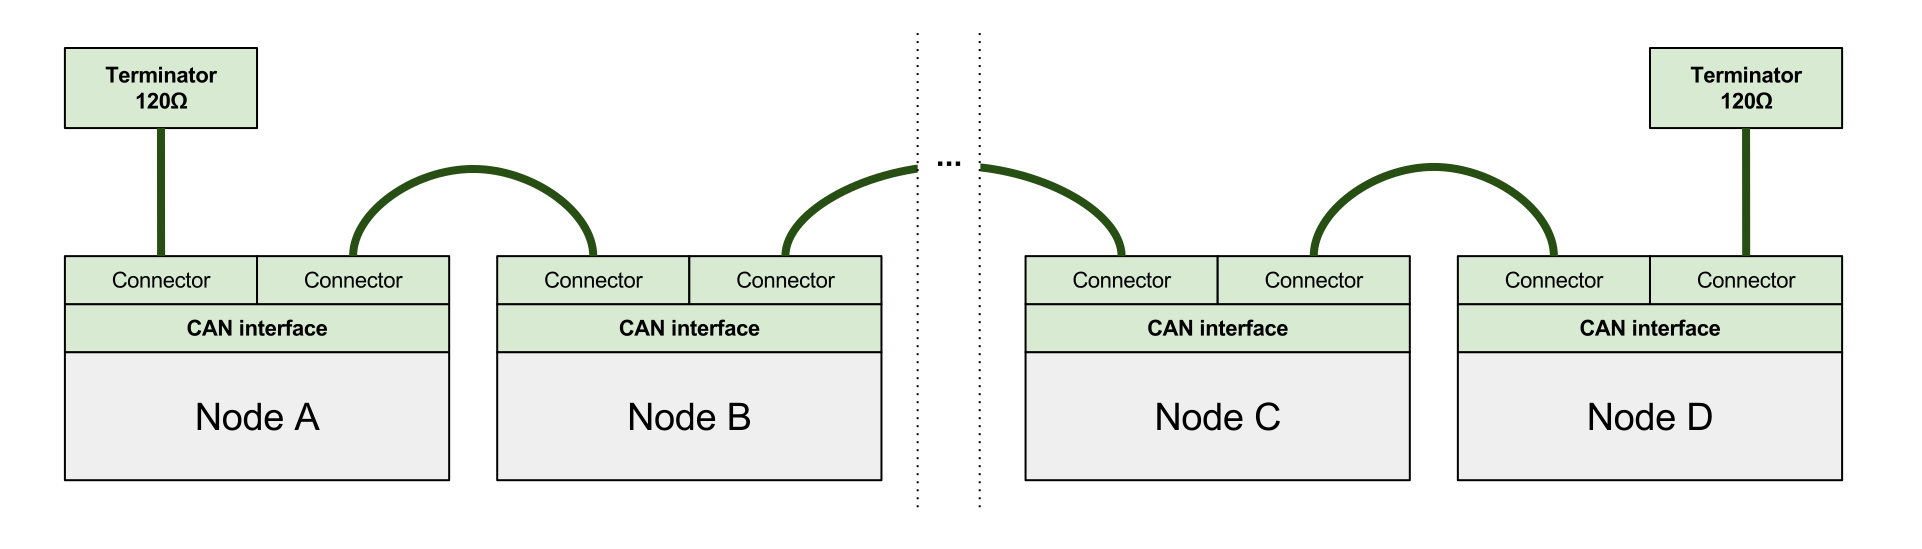 Terminator
120Ω
Terminator
120Ω
...
Connector
Connector
Connector
Connector
Connector
Connector
Connector
Connector
CAN interface
CAN interface
CAN interface
CAN interface
Node A
Node B
Node C
Node D